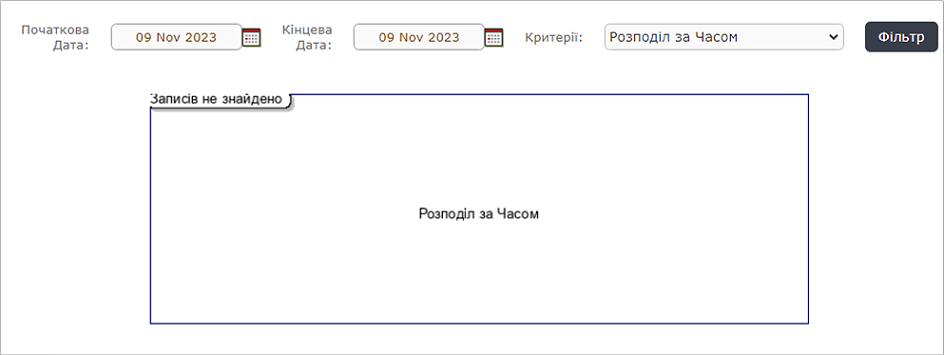 Початкова
Дата:
09 Nov 2023
Кінцева
Дата:
09 Nov 2023
Критерії:
Розподіл за Часом
Фільтр
Записів не знайдено
Розподіл за Часом